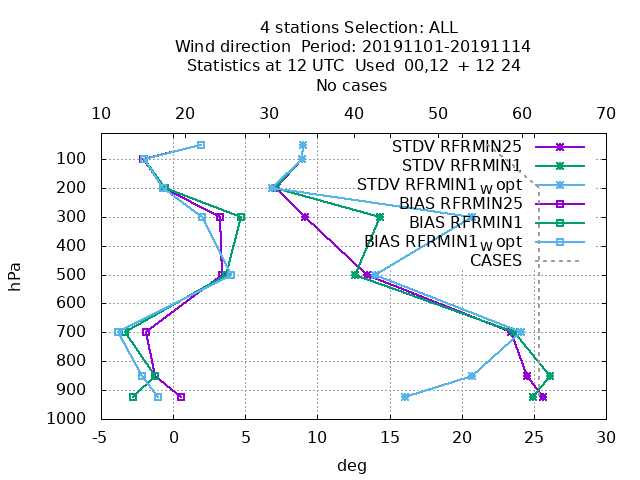 4 stations Selection: ALL
Wind direction  Period: 20191101-20191114
Statistics at 12 UTC  Used  00,12  + 12 24
No cases
10 20 30 40 50 60 70
STDV RFRMIN25
STDV RFRMIN1
STDV RFRMIN1w opt
BIAS RFRMIN25
BIAS RFRMIN1
BIAS RFRMIN1w opt
CASES
hPa
100
200
300
400
500
600
700
800
900
1000
-5 0 5 10 15 20 25 30
deg